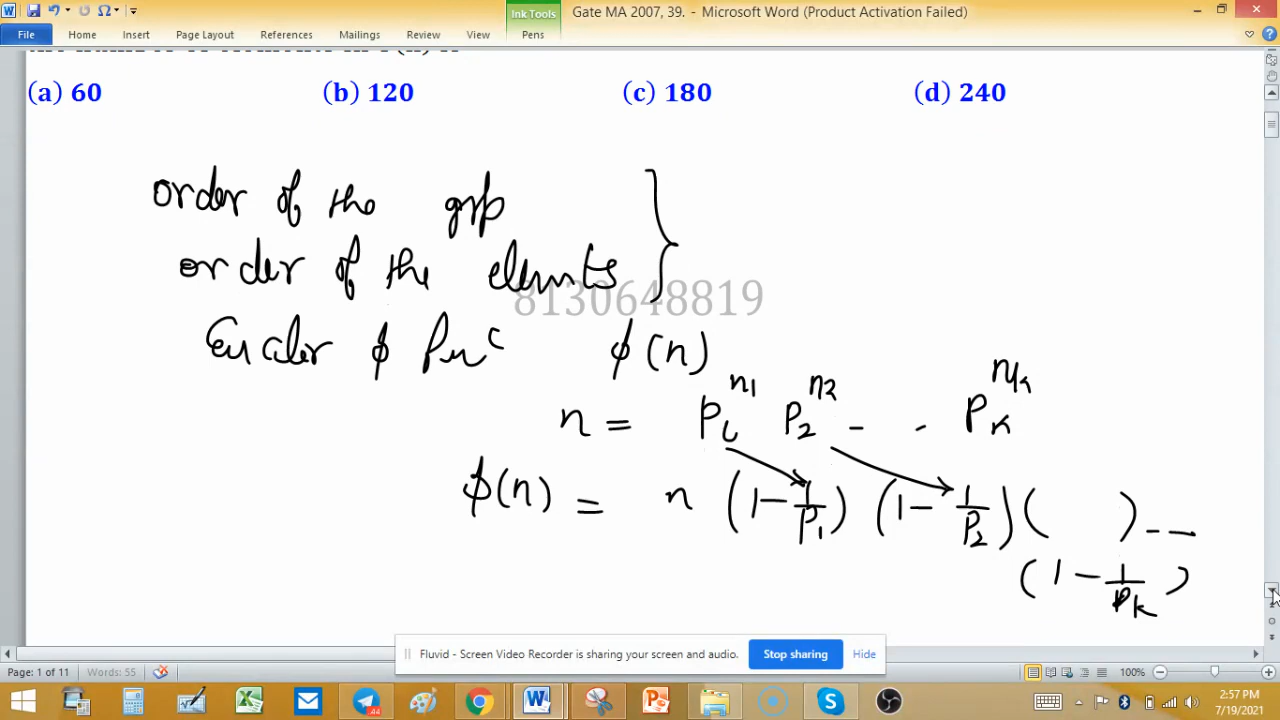 Ink Tools
Gate MA 2007, 39. - Microsoft Word (Product Activation Failed)
File Home Insert Page Layout References Mailings Review View Pens
(a) 60 (b) 120 (c) 180 (d) 240
order of the grp
order of the elemnts
8130648819
Euler ϕ ϕ(n)
n = P1^n1 P2^n2 - - Pk^nk
ϕ(n) = n (1 - 1/P1) (1 - 1/P2) ( ) - - -
(1 - 1/Pk)
Fluvid - Screen Video Recorder is sharing your screen and audio. Stop sharing Hide
Page: 1 of 11 Words: 55 100%
2:57 PM
7/19/2021